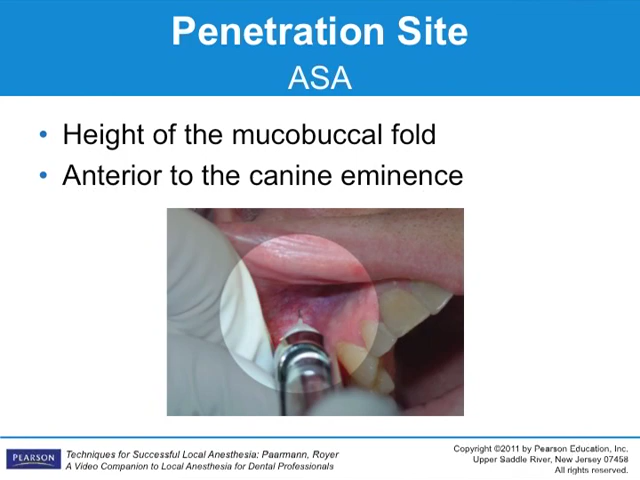 Penetration Site
ASA
• Height of the mucobuccal fold
• Anterior to the canine eminence
PEARSON
Techniques for Successful Local Anesthesia: Paarmann, Royer
A Video Companion to Local Anesthesia for Dental Professionals
Copyright ©2011 by Pearson Education, Inc.
Upper Saddle River, New Jersey 07458
All rights reserved.